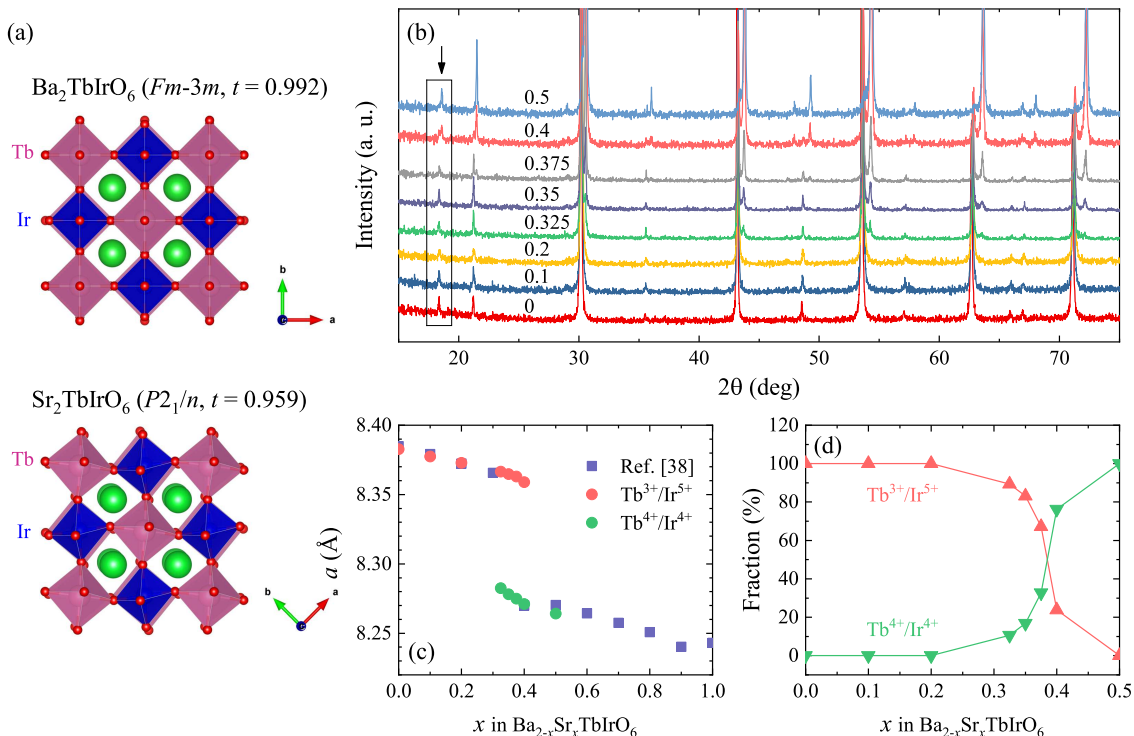 (a)
Ba₂TbIrO₆ (Fm-3m, t = 0.992)
Tb
Ir
b
c
a
Sr₂TbIrO₆ (P2₁/n, t = 0.959)
Tb
Ir
b
a
c
(b)
0.5
0.4
0.375
0.35
0.325
0.2
0.1
0
Intensity (a. u.)
20 30 40 50 60 70
2θ (deg)
(c)
8.40
8.35
8.30
8.25
a (Å)
Ref. [38]
Tb³⁺/Ir⁵⁺
Tb⁴⁺/Ir⁴⁺
0.0 0.2 0.4 0.6 0.8 1.0
x in Ba₂₋ₓSrₓTbIrO₆
(d)
120
100
80
60
40
20
0
Fraction (%)
Tb³⁺/Ir⁵⁺
Tb⁴⁺/Ir⁴⁺
0.0 0.1 0.2 0.3 0.4 0.5
x in Ba₂₋ₓSrₓTbIrO₆